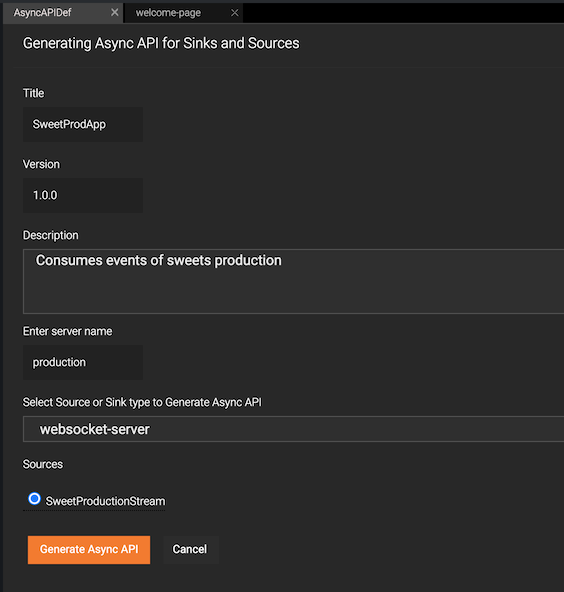 AsyncAPIDef
welcome-page
Generating Async API for Sinks and Sources
Title
SweetProdApp
Version
1.0.0
Description
Consumes events of sweets production
Enter server name
production
Select Source or Sink type to Generate Async API
websocket-server
Sources
SweetProductionStream
Generate Async API
Cancel